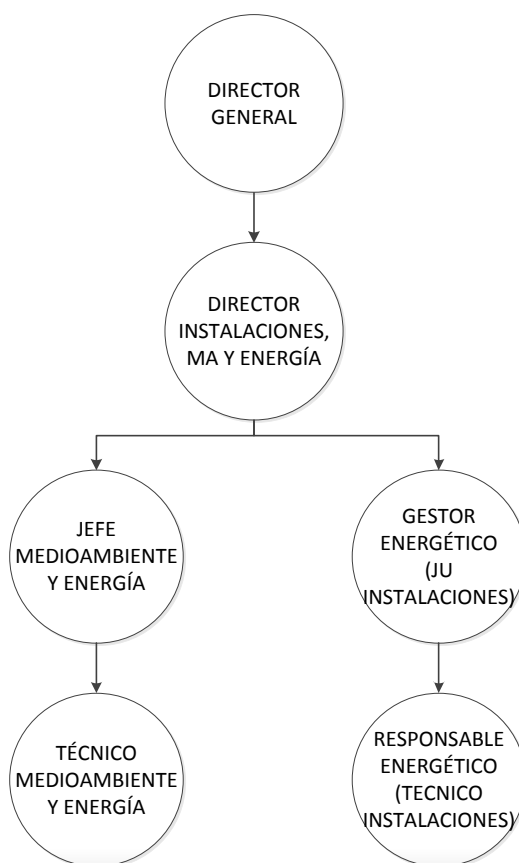 DIRECTOR
GENERAL
DIRECTOR
INSTALACIONES,
MA Y ENERGÍA
JEFE
MEDIOAMBIENTE
Y ENERGÍA
GESTOR
ENERGÉTICO
(JU
INSTALACIONES)
TÉCNICO
MEDIOAMBIENTE
Y ENERGÍA
RESPONSABLE
ENERGÉTICO
(TECNICO
INSTALACIONES)